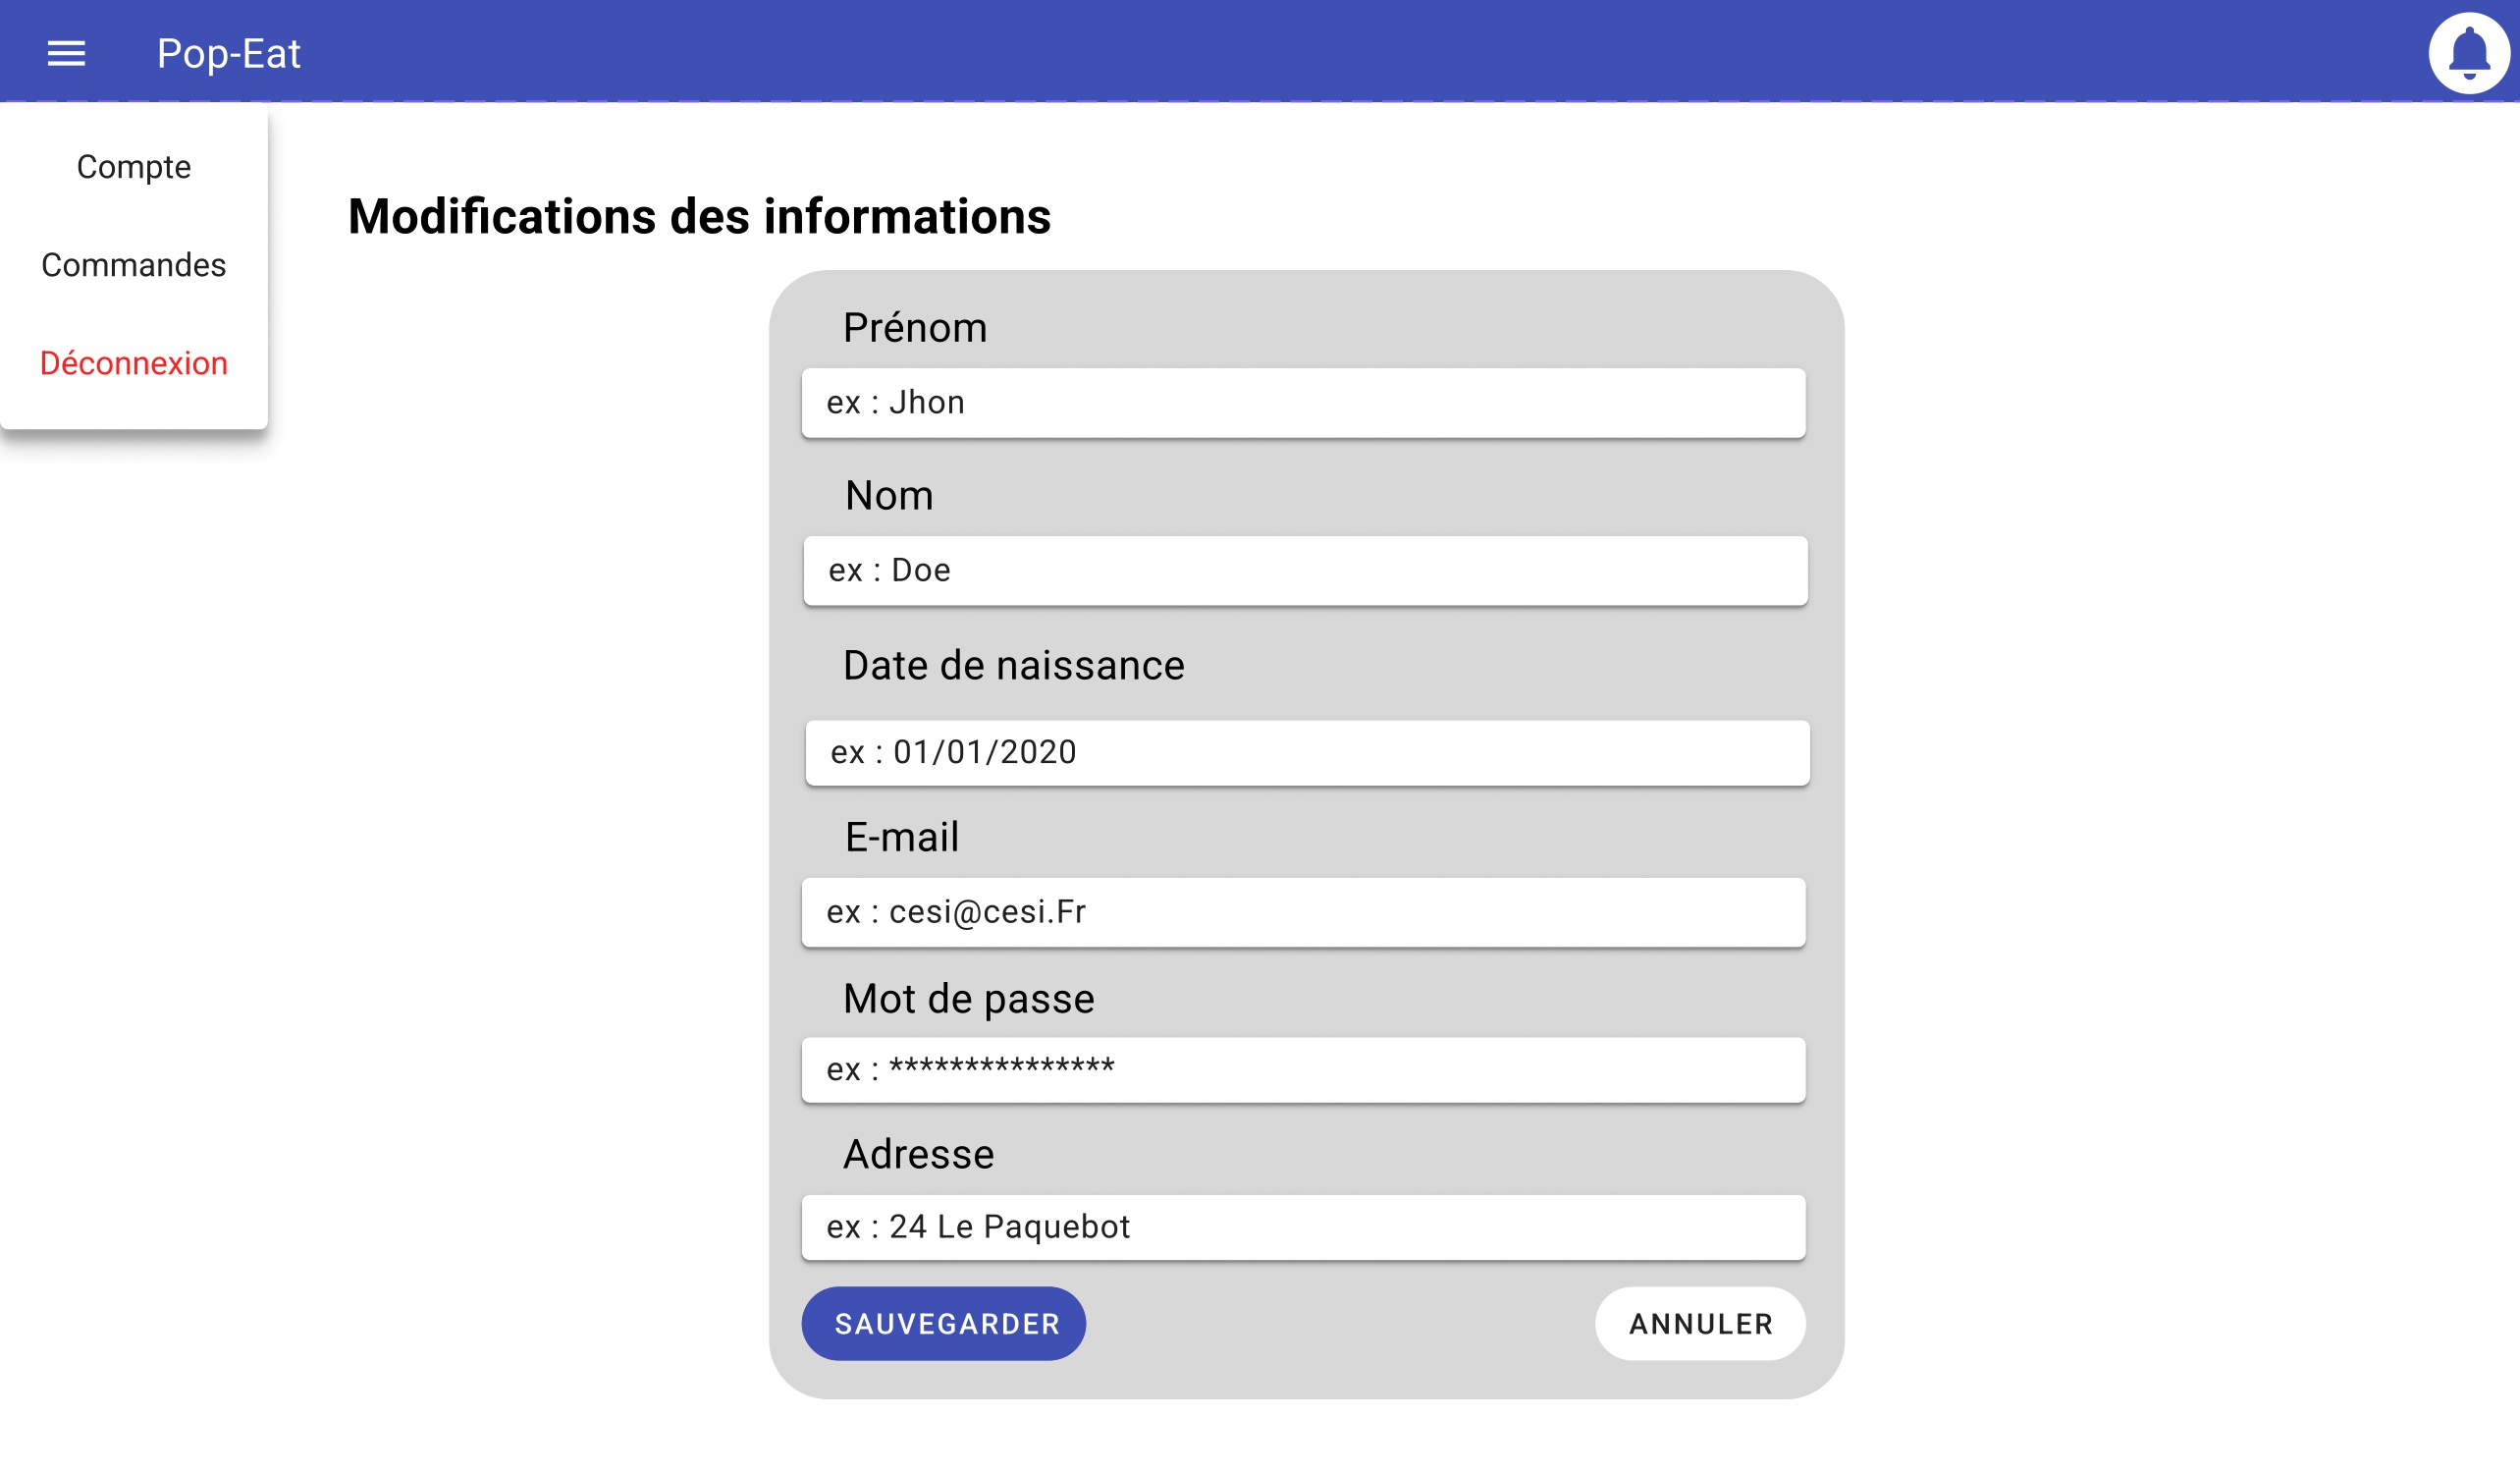 Pop-Eat
Compte
Commandes
Déconnexion
Modifications des informations
Prénom
ex : Jhon
Nom
ex : Doe
Date de naissance
ex : 01/01/2020
E-mail
ex : cesi@cesi.Fr
Mot de passe
ex : ***************
Adresse
ex : 24 Le Paquebot
SAUVEGARDER
ANNULER